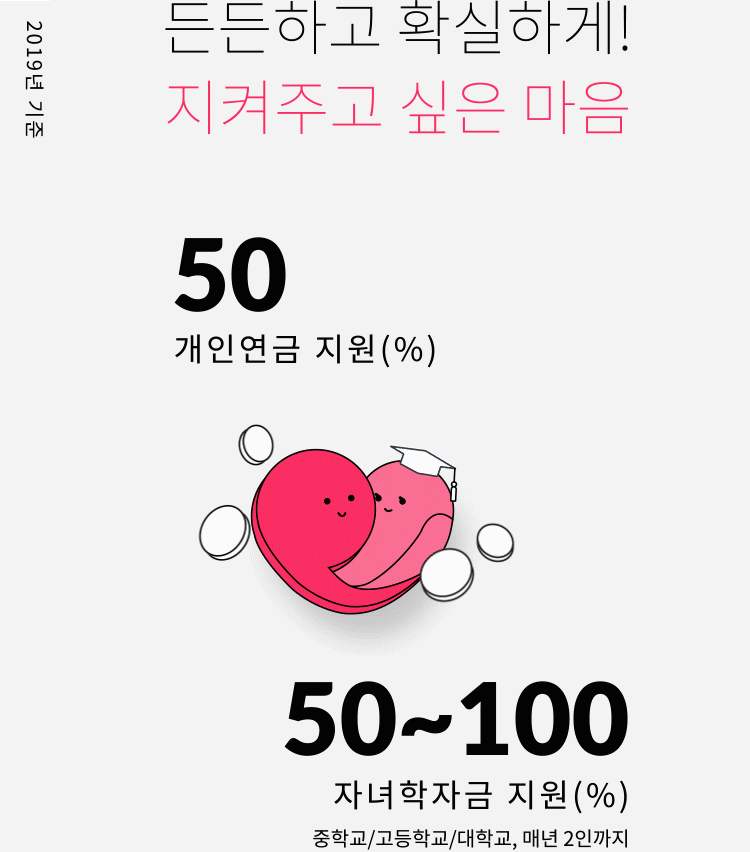 든든하고 확실하게!
지켜주고 싶은 마음
2019년 기준
50
개인연금 지원(%)
50~100
자녀학자금 지원(%)
중학교/고등학교/대학교, 매년 2인까지